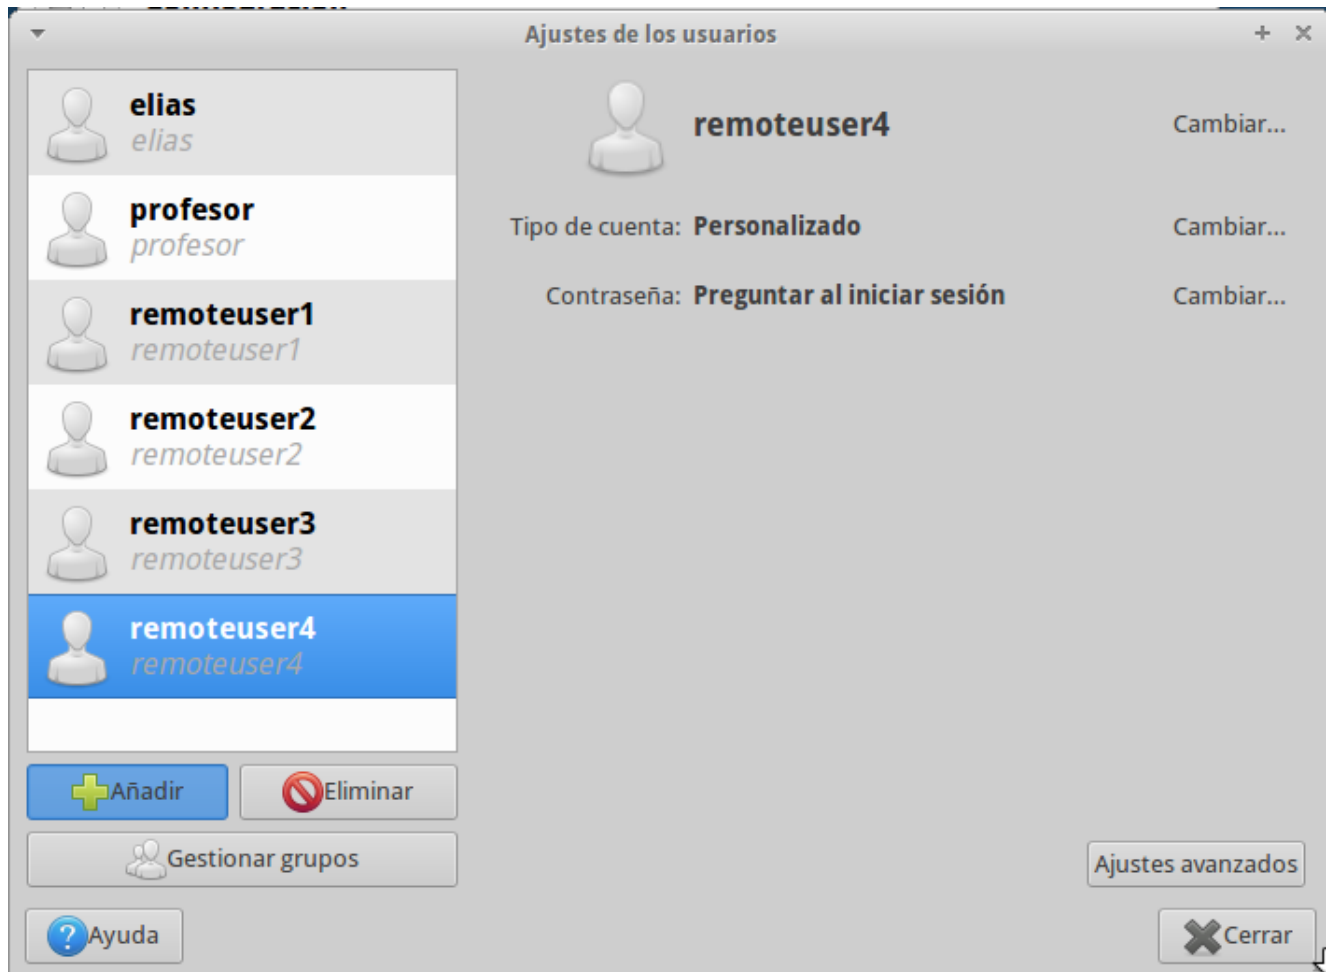 Ajustes de los usuarios
elias
elias
profesor
profesor
remoteuser1
remoteuser1
remoteuser2
remoteuser2
remoteuser3
remoteuser3
remoteuser4
remoteuser4
Añadir Eliminar
Gestionar grupos
Ayuda
remoteuser4 Cambiar...
Tipo de cuenta: Personalizado Cambiar...
Contraseña: Preguntar al iniciar sesión Cambiar...
Ajustes avanzados
Cerrar